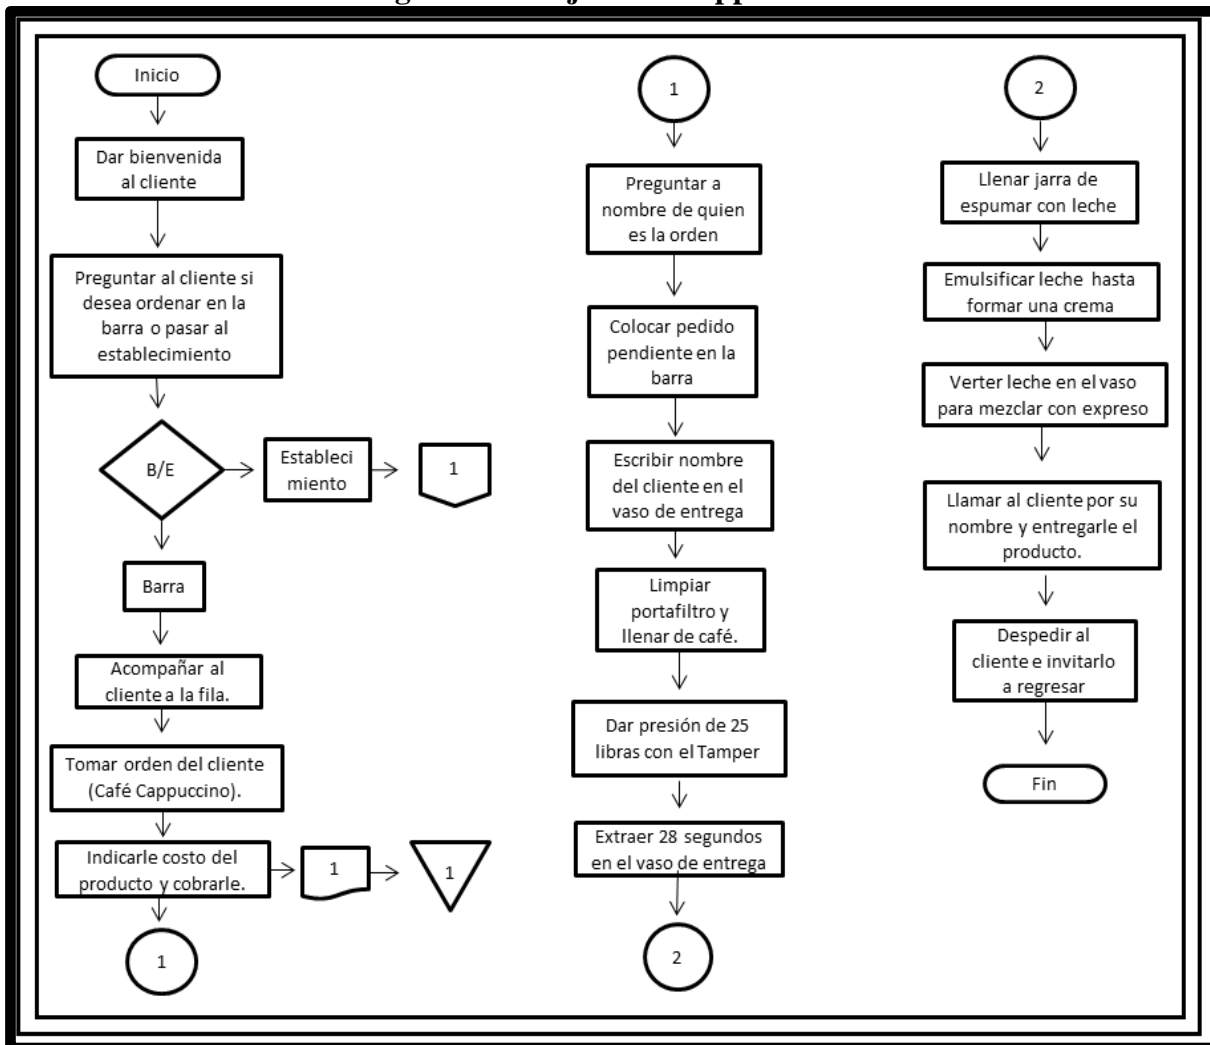 Inicio
Dar bienvenida
al cliente
Preguntar al cliente si
desea ordenar en la
barra o pasar al
establecimiento
B/E
Estableci
miento
1
Barra
Acompañar al
cliente a la fila.
Tomar orden del cliente
(Café Cappuccino).
Indicarle costo del
producto y cobrarle.
1
1
1
1
Preguntar a
nombre de quien
es la orden
Colocar pedido
pendiente en la
barra
Escribir nombre
del cliente en el
vaso de entrega
Limpiar
portafiltro y
llenar de café.
Dar presión de 25
libras con el Tamper
Extraer 28 segundos
en el vaso de entrega
2
2
Llenar jarra de
espumar con leche
Emulsificar leche hasta
formar una crema
Verter leche en el vaso
para mezclar con expreso
Llamar al cliente por su
nombre y entregarle el
producto.
Despedir al
cliente e invitarlo
a regresar
Fin